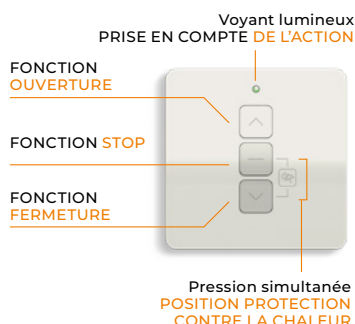 Voyant lumineux
PRISE EN COMPTE DE L'ACTION
FONCTION
OUVERTURE
FONCTION STOP
FONCTION
FERMETURE
Pression simultanée
POSITION PROTECTION
CONTRE LA CHALEUR